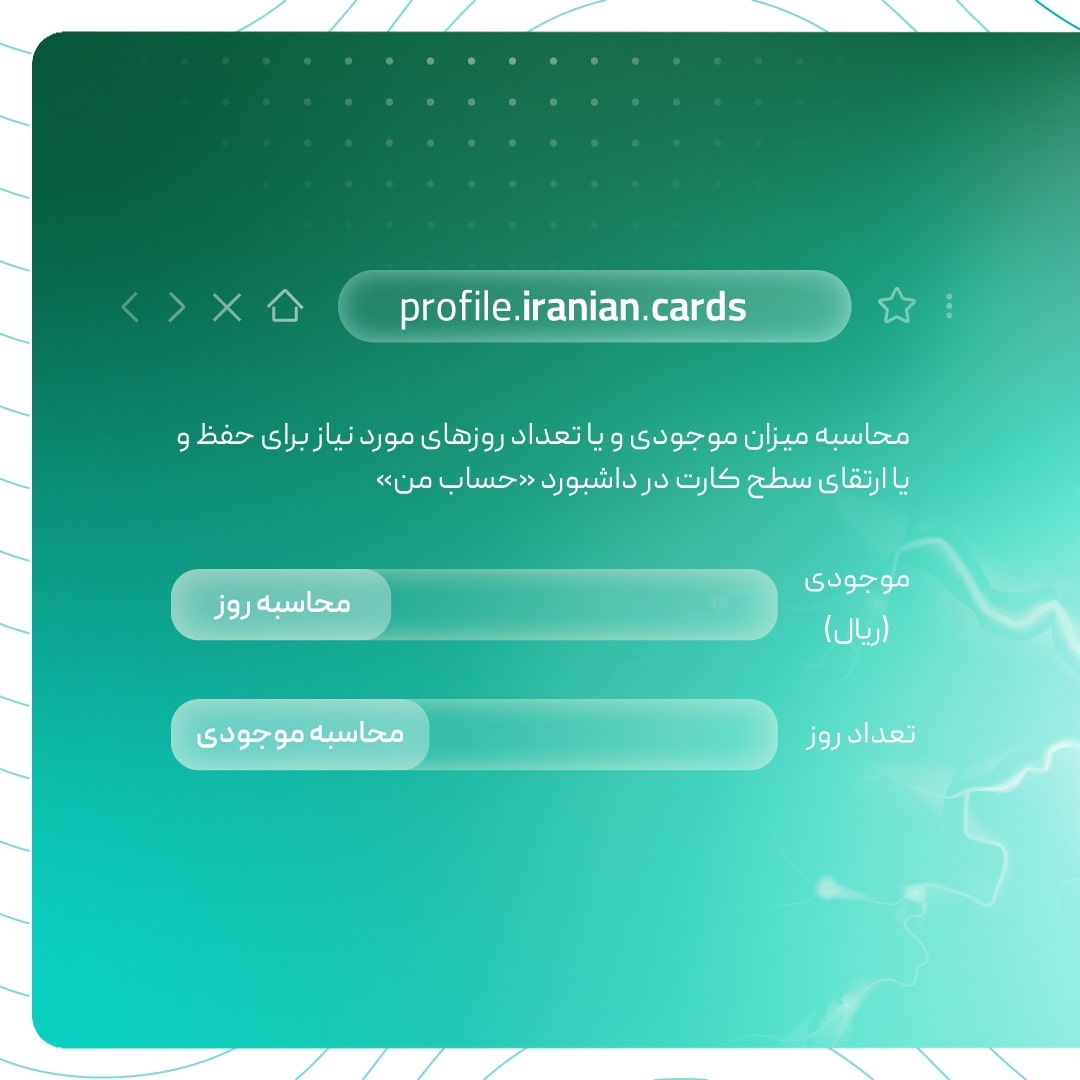 profile.iranian.cards
محاسبه میزان موجودی و یا تعداد روزهای مورد نیاز برای حفظ و
یا ارتقای سطح کارت در داشبورد «حساب من»
موجودی
(ریال)
محاسبه روز
تعداد روز
محاسبه موجودی